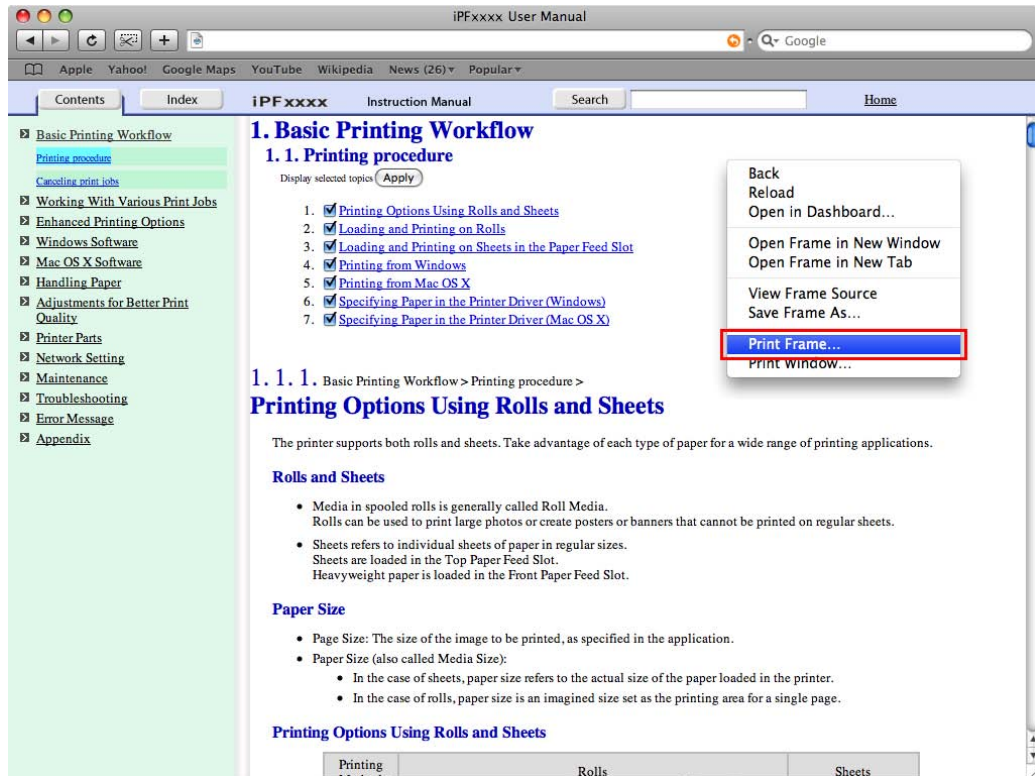 iPFxxxx User Manual
Google
Apple Yahoo! Google Maps YouTube Wikipedia News (26) Popular
Contents Index iPFxxxx Instruction Manual Search Home
Basic Printing Workflow
Printing procedure
Canceling print jobs
Working With Various Print Jobs
Enhanced Printing Options
Windows Software
Mac OS X Software
Handling Paper
Adjustments for Better Print
Quality
Printer Parts
Network Setting
Maintenance
Troubleshooting
Error Message
Appendix
1. Basic Printing Workflow
1. 1. Printing procedure
Display selected topics Apply
1. Printing Options Using Rolls and Sheets
2. Loading and Printing on Rolls
3. Loading and Printing on Sheets in the Paper Feed Slot
4. Printing from Windows
5. Printing from Mac OS X
6. Specifying Paper in the Printer Driver (Windows)
7. Specifying Paper in the Printer Driver (Mac OS X)
Back
Reload
Open in Dashboard...
Open Frame in New Window
Open Frame in New Tab
View Frame Source
Save Frame As...
Print Frame...
Print Window...
1. 1. 1. Basic Printing Workflow > Printing procedure >
Printing Options Using Rolls and Sheets
The printer supports both rolls and sheets. Take advantage of each type of paper for a wide range of printing applications.
Rolls and Sheets
• Media in spooled rolls is generally called Roll Media.
Rolls can be used to print large photos or create posters or banners that cannot be printed on regular sheets.
• Sheets refers to individual sheets of paper in regular sizes.
Sheets are loaded in the Top Paper Feed Slot.
Heavyweight paper is loaded in the Front Paper Feed Slot.
Paper Size
• Page Size: The size of the image to be printed, as specified in the application.
• Paper Size (also called Media Size):
• In the case of sheets, paper size refers to the actual size of the paper loaded in the printer.
• In the case of rolls, paper size is an imagined size set as the printing area for a single page.
Printing Options Using Rolls and Sheets
Printing
Rolls Sheets